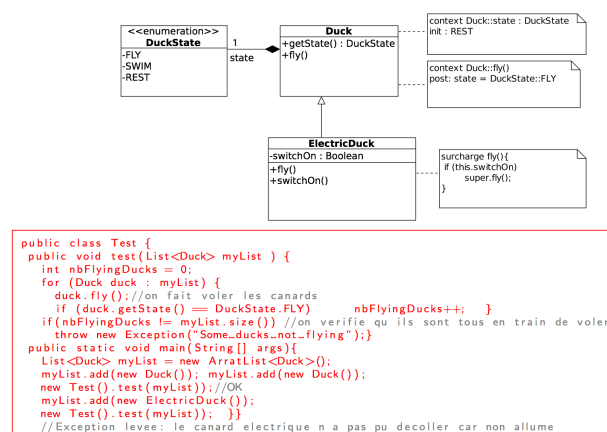 <<enumeration>>
DuckState
-FLY
-SWIM
-REST
1
state
Duck
+getState() : DuckState
+fly()
context Duck::state : DuckState
init : REST
context Duck::fly()
post: state = DuckState::FLY
ElectricDuck
-switchOn : Boolean
+fly()
+switchOn()
surcharge fly(){
if (this.switchOn)
super.fly();
}
public class Test {
public void test(List<Duck> myList ) {
int nbFlyingDucks = 0;
for (Duck duck : myList) {
duck.fly();//on fait voler les canards
if (duck.getState() == DuckState.FLY) nbFlyingDucks++; }
if(nbFlyingDucks != myList.size()) //on verifie qu ils sont tous en train de voler
throw new Exception("Some_ducks_not_flying");}
public static void main(String[] args){
List<Duck> myList = new ArratList<Duck>();
myList.add(new Duck()); myList.add(new Duck());
new Test().test(myList);//OK
myList.add(new ElectricDuck());
new Test().test(myList); }}
//Exception levee: le canard electrique n a pas pu decoller car non allume